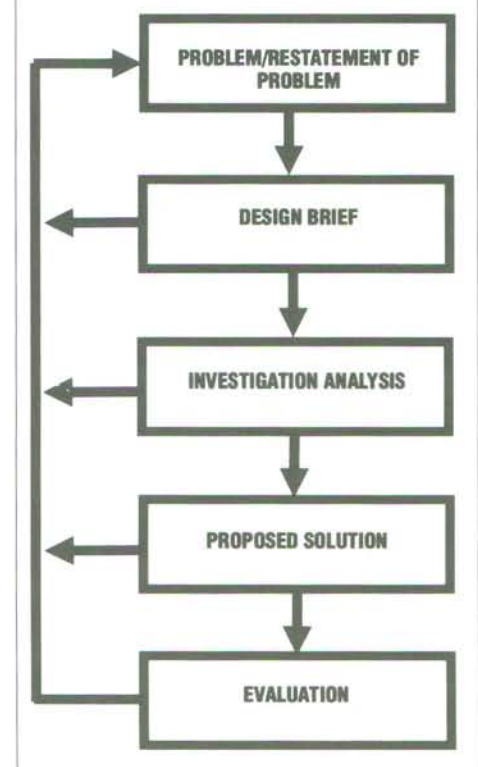 PROBLEM/RESTATEMENT OF
PROBLEM
DESIGN BRIEF
INVESTIGATION ANALYSIS
PROPOSED SOLUTION
EVALUATION